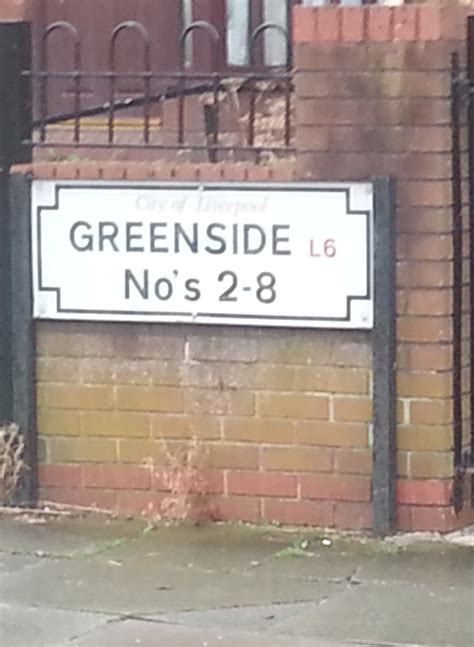 City of Liverpool
GREENSIDE L6
No's 2-8